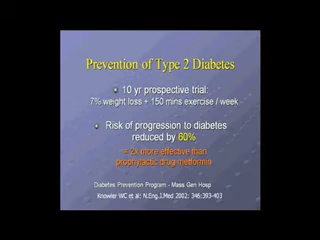 Prevention of Type 2 Diabetes
10 yr prospective trial:
7% weight loss + 150 mins exercise / week
Risk of progression to diabetes
reduced by 60%
= 2x more effective than
prophylactic drug metformin
Diabetes Prevention Program - Mass Gen Hosp
Knowler WC et al: N.Eng.J.Med 2002; 346:393-403